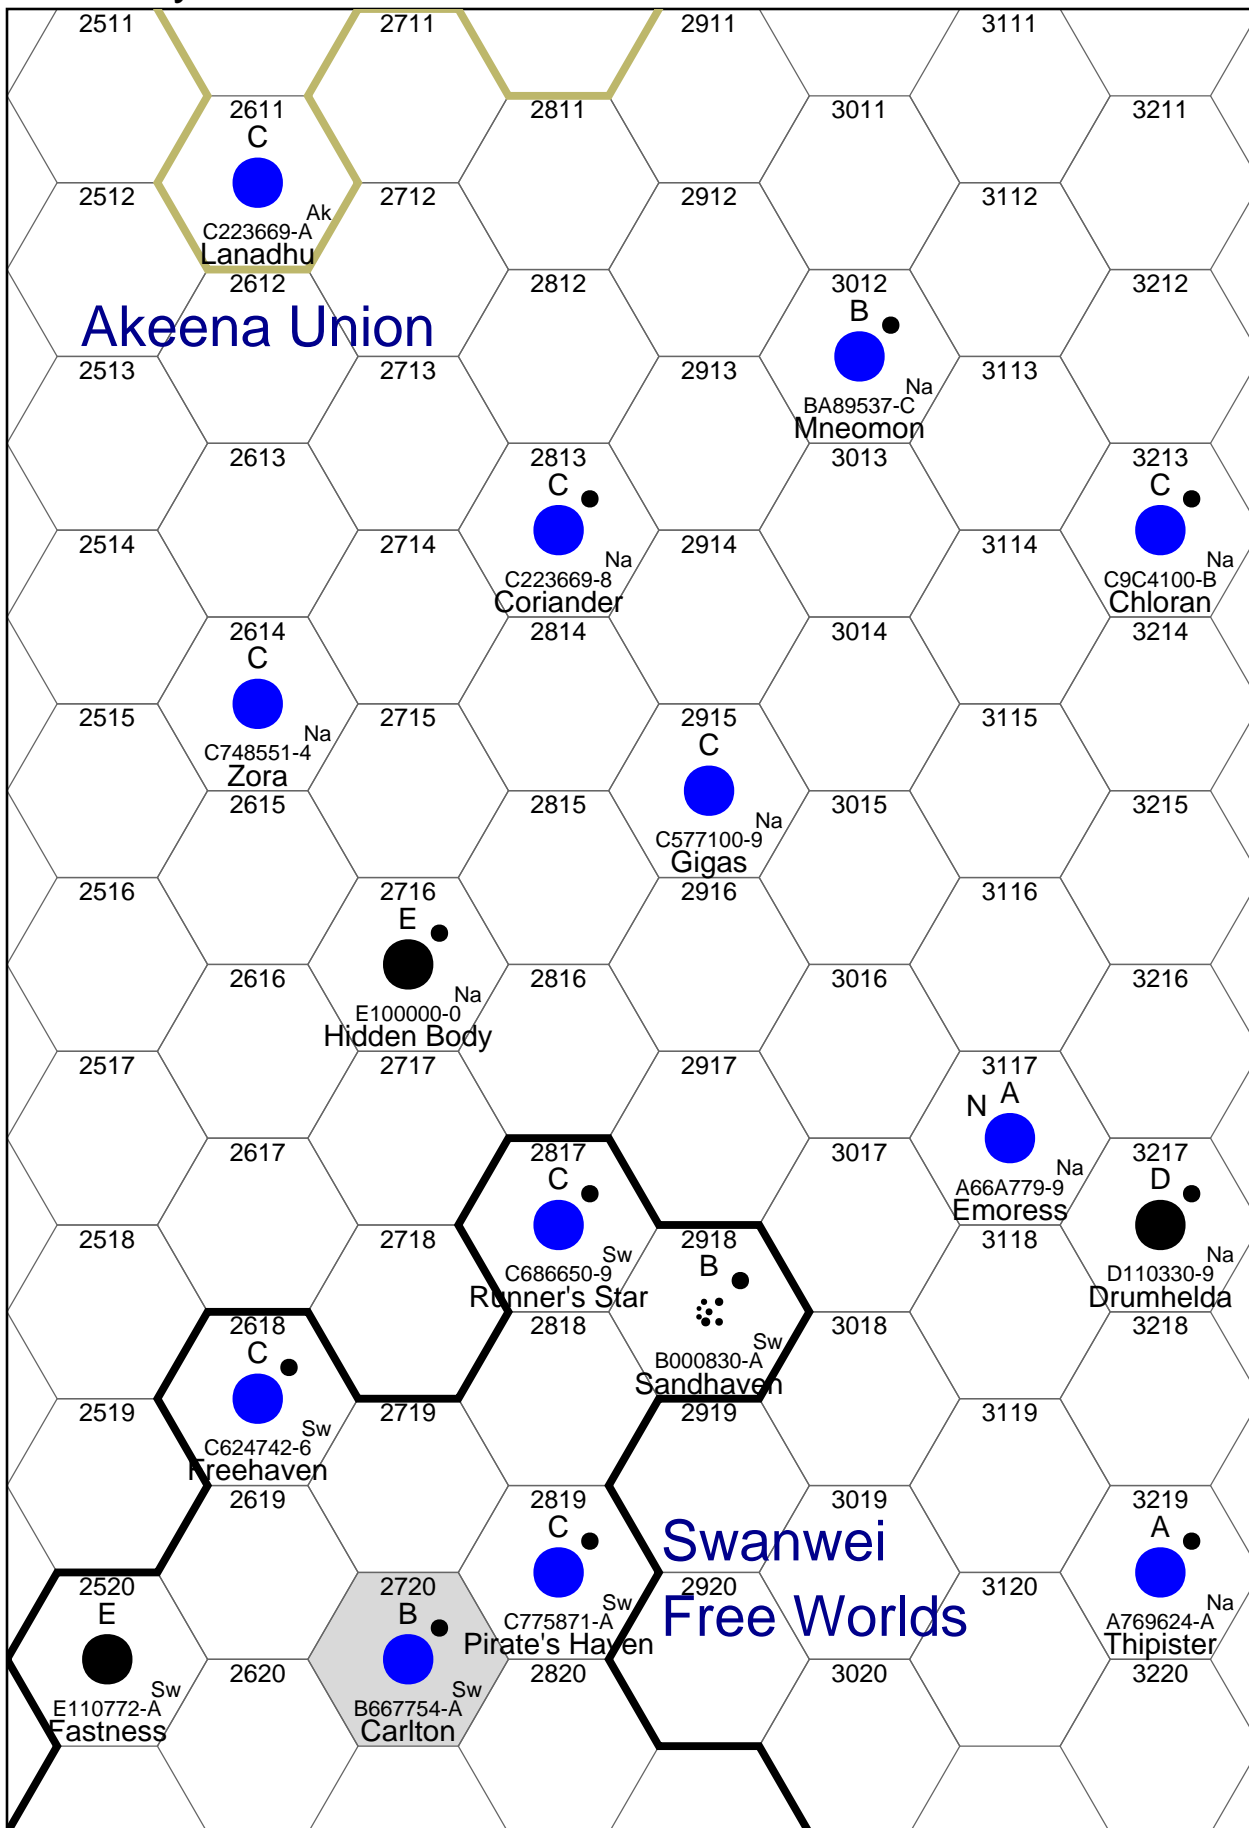 2511 2711 2911 3111
2611 2811 3011 3211
C
2512 2712 2912 3112
Ak
C223669-A
Lanadhu
2612 2812 3012 3212
B
Akeena Union
2513 2713 2913 3113
Na
BA89537-C
Mneomon
2613 2813 3013 3213
C C
2514 2714 2914 3114
Na Na
C223669-8 C9C4100-B
Coriander Chloran
2614 2814 3014 3214
C
2515 2715 2915 3115
Na C
C748551-4
Zora
2615 2815 3015 3215
Na
C577100-9
Gigas
2516 2716 2916 3116
E
2616 2816 3016 3216
Na
E100000-0
Hidden Body
2517 2717 2917 3117
N A
2617 2817 3017 3217
C Na D
A66A779-9
Emoress
2518 2718 2918 3118
Sw B Na
C686650-9 D110330-9
Runner's Star Drumhelda
2618 2818 3018 3218
C Sw
B000830-A
Sandhaven
2519 2719 2919 3119
Sw
C624742-6
Freehaven
2619 2819 3019 3219
C A
Swanwei
2520 2720 2920 3120
E B Sw Na
C775871-A Free Worlds A769624-A
Pirate's Haven Thipister
2620 2820 3020 3220
Sw Sw
E110772-A B667754-A
Fastness Carlton